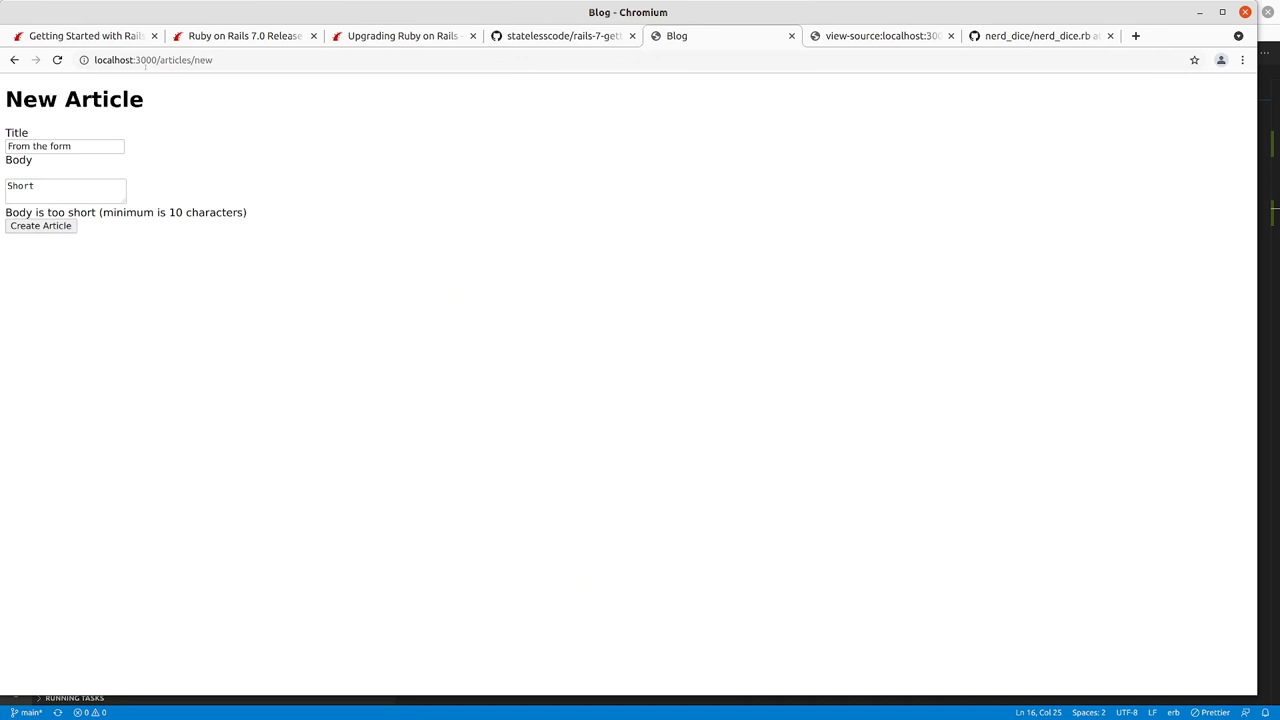 Blog - Chromium
Getting Started with Rails
Ruby on Rails 7.0 Release
Upgrading Ruby on Rails -
statelesscode/rails-7-gett
Blog
view-source:localhost:300
nerd_dice/nerd_dice.rb at
localhost:3000/articles/new
New Article
Title
From the form
Body
Short
Body is too short (minimum is 10 characters)
Create Article
RUNNING TASKS
main* 0 0 Ln 16, Col 25 Spaces: 2 UTF-8 LF erb Prettier